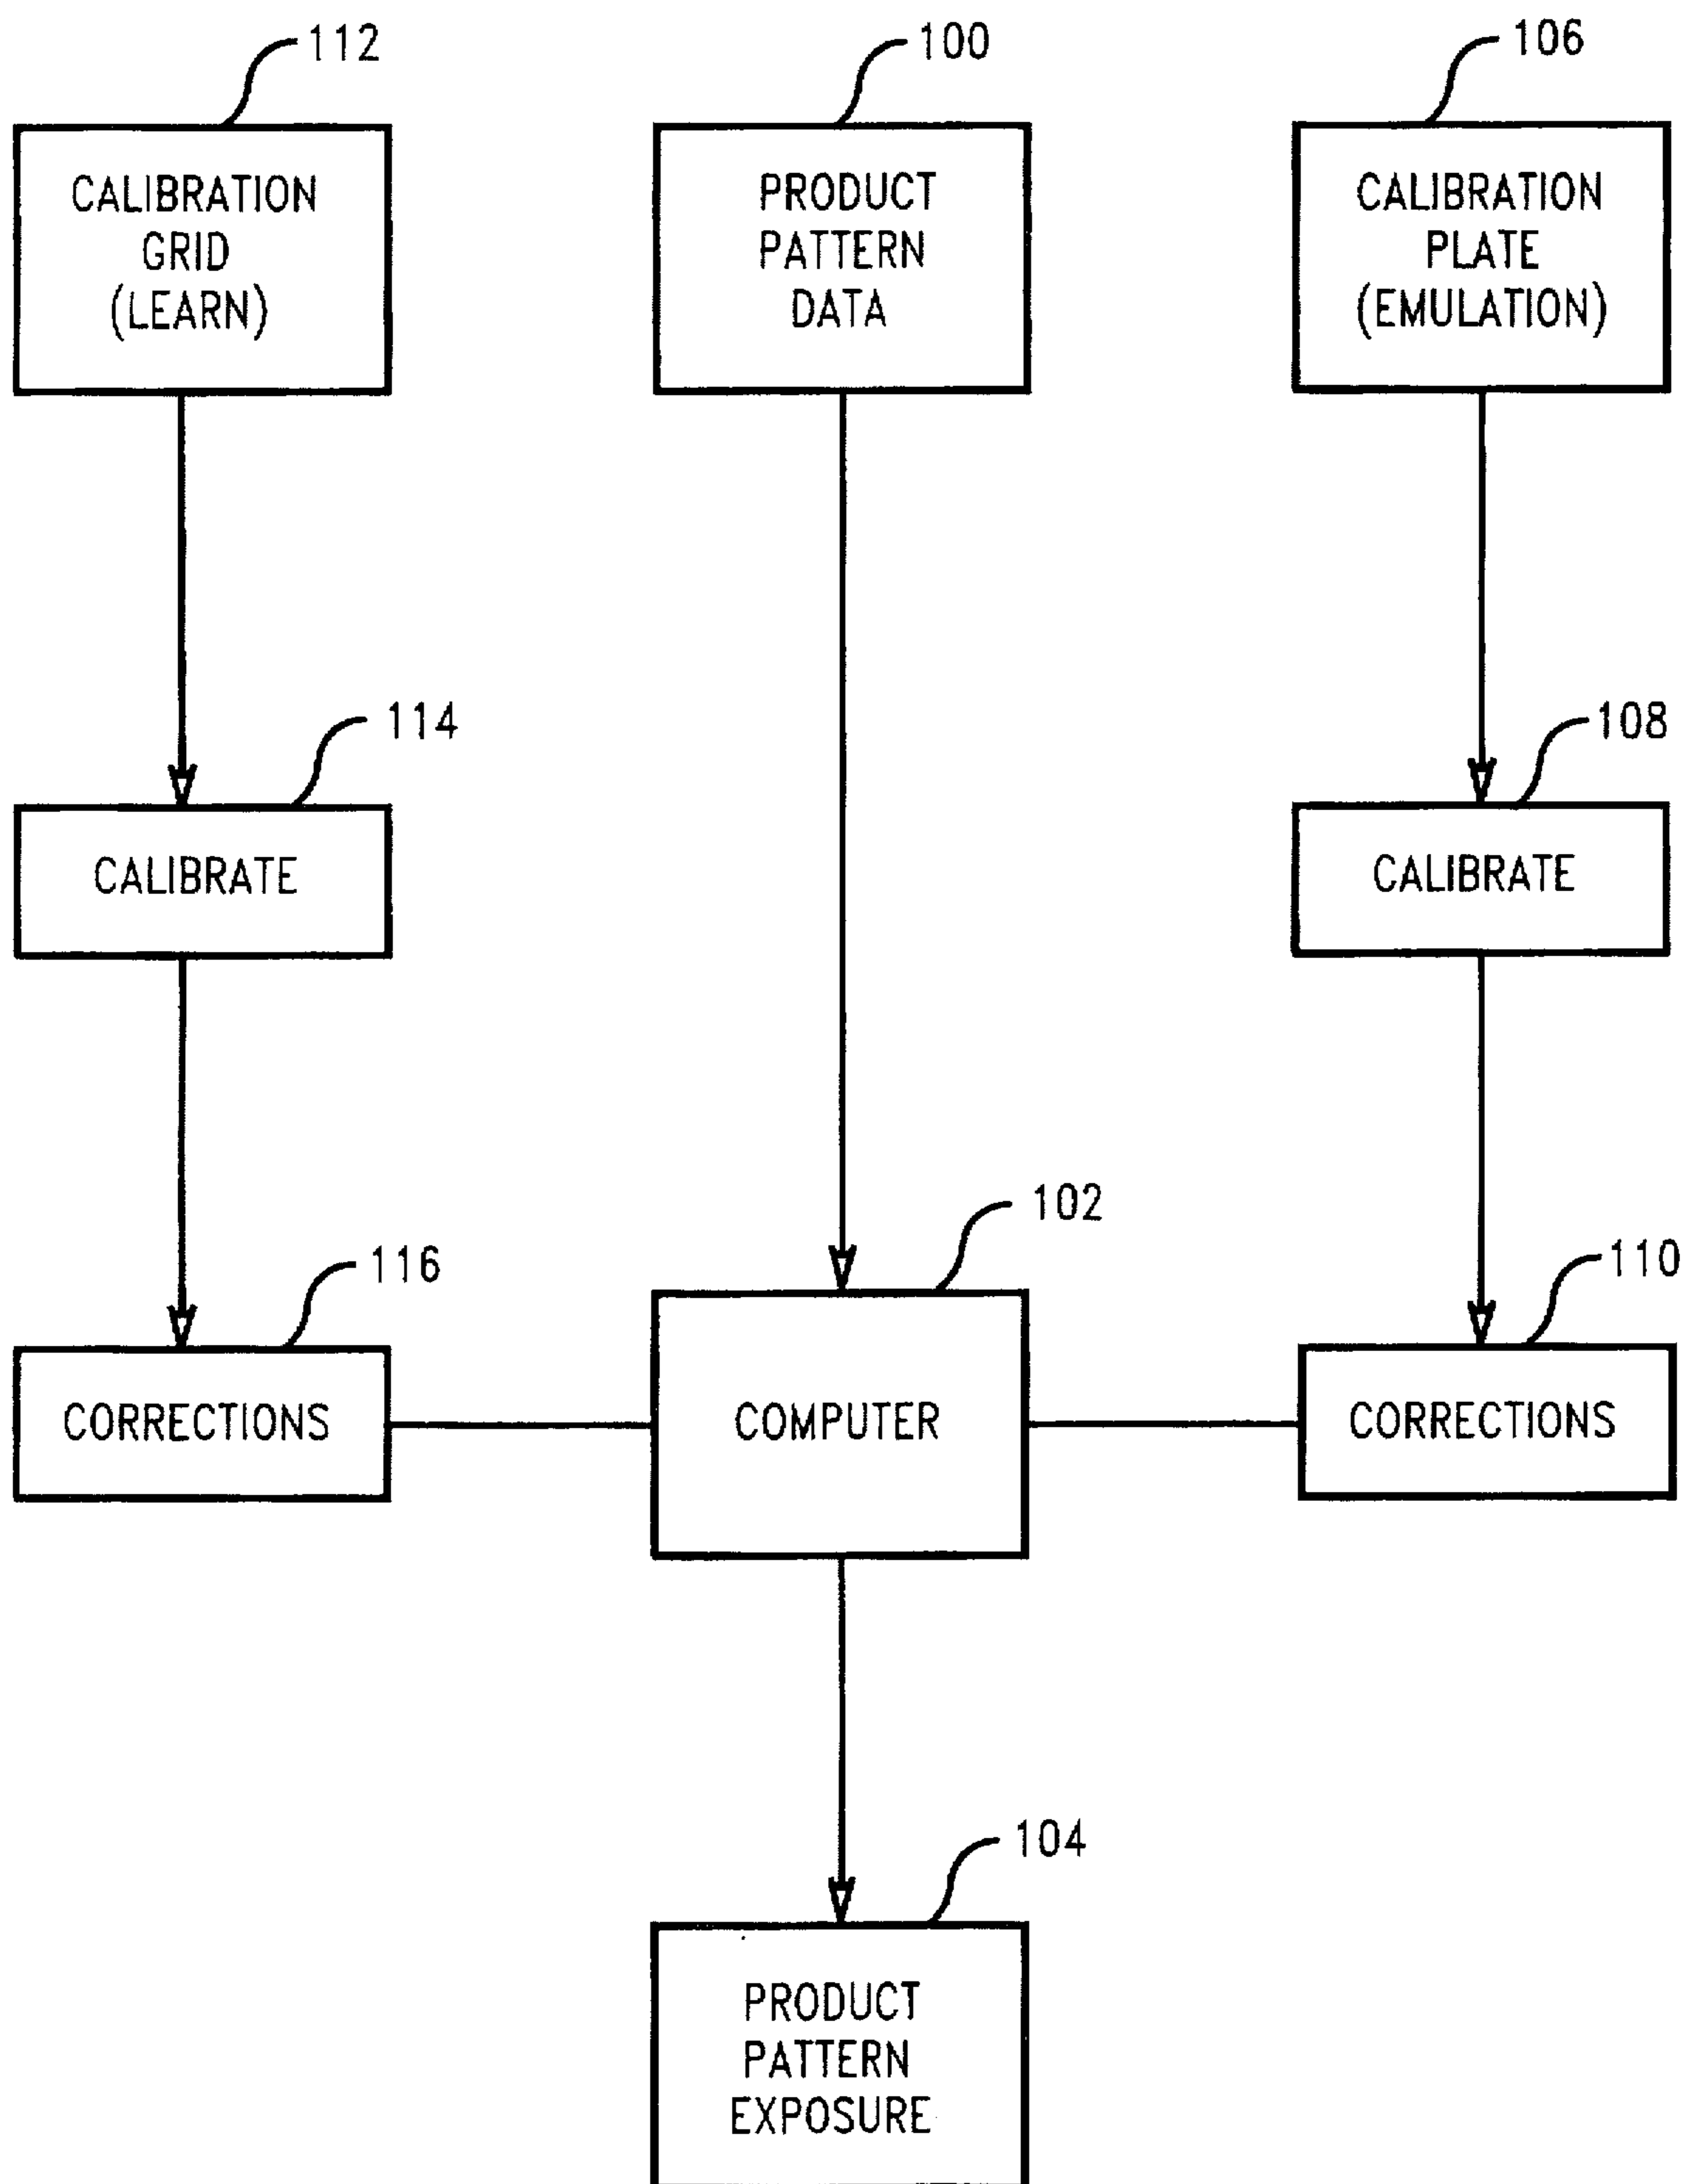 112
100
106
CALIBRATION
GRID
(LEARN)
PRODUCT
PATTERN
DATA
CALIBRATION
PLATE
(EMULATION)
114
108
CALIBRATE
CALIBRATE
102
116
110
CORRECTIONS
COMPUTER
CORRECTIONS
104
PRODUCT
PATTERN
EXPOSURE